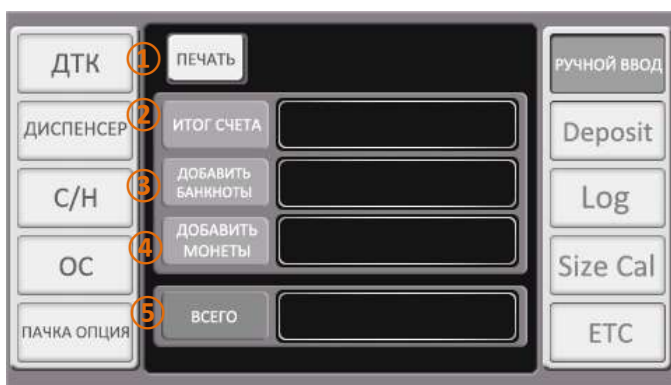 ДТК
ДИСПЕНСЕР
С/Н
ОС
ПАЧКА ОПЦИЯ
① ПЕЧАТЬ
② ИТОГ СЧЕТА
③ ДОБАВИТЬ
БАНКНОТЫ
④ ДОБАВИТЬ
МОНЕТЫ
⑤ ВСЕГО
РУЧНОЙ ВВОД
Deposit
Log
Size Cal
ETC